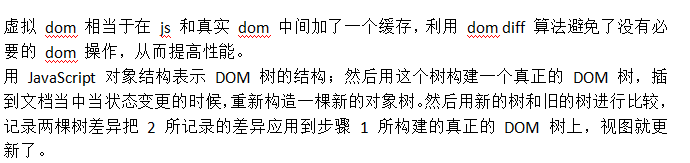 虚拟 dom 相当于在 js 和真实 dom 中间加了一个缓存，利用 dom diff 算法避免了没有必
要的 dom 操作，从而提高性能。
用 JavaScript 对象结构表示 DOM 树的结构；然后用这个树构建一个真正的 DOM 树，插
到文档当中当状态变更的时候，重新构造一棵新的对象树。然后用新的树和旧的树进行比较，
记录两棵树差异把 2 所记录的差异应用到步骤 1 所构建的真正的 DOM 树上，视图就更
新了。